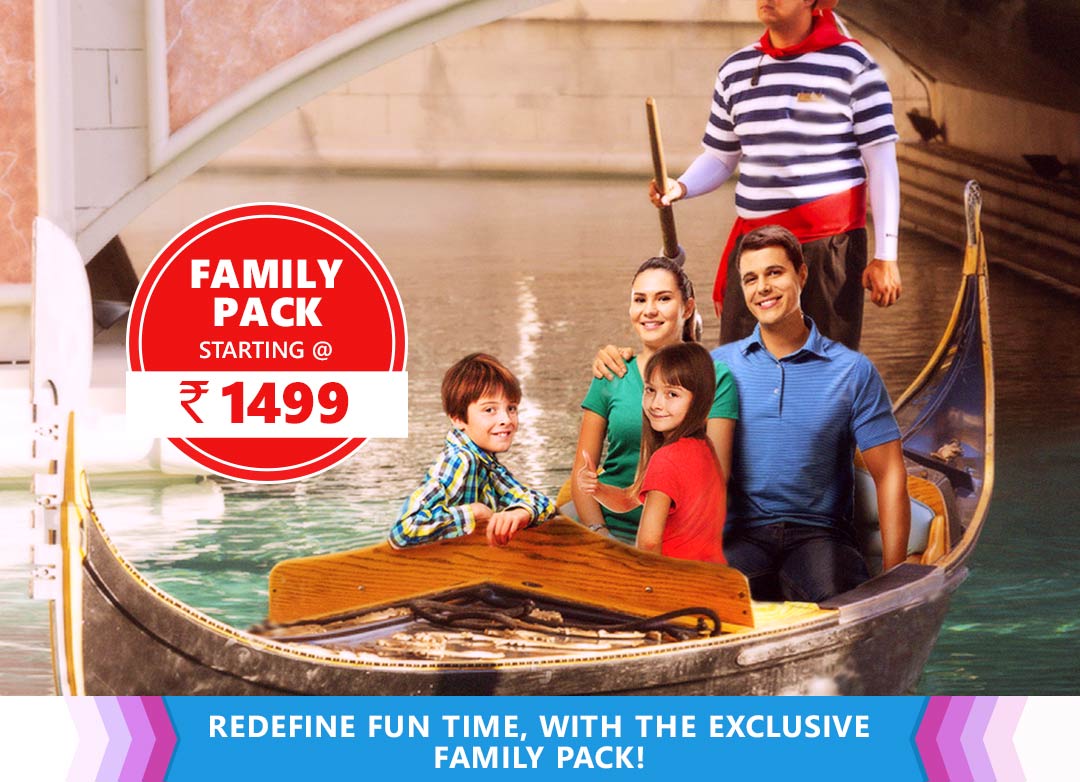 FAMILY
PACK
STARTING @
₹ 1499
REDEFINE FUN TIME, WITH THE EXCLUSIVE
FAMILY PACK!